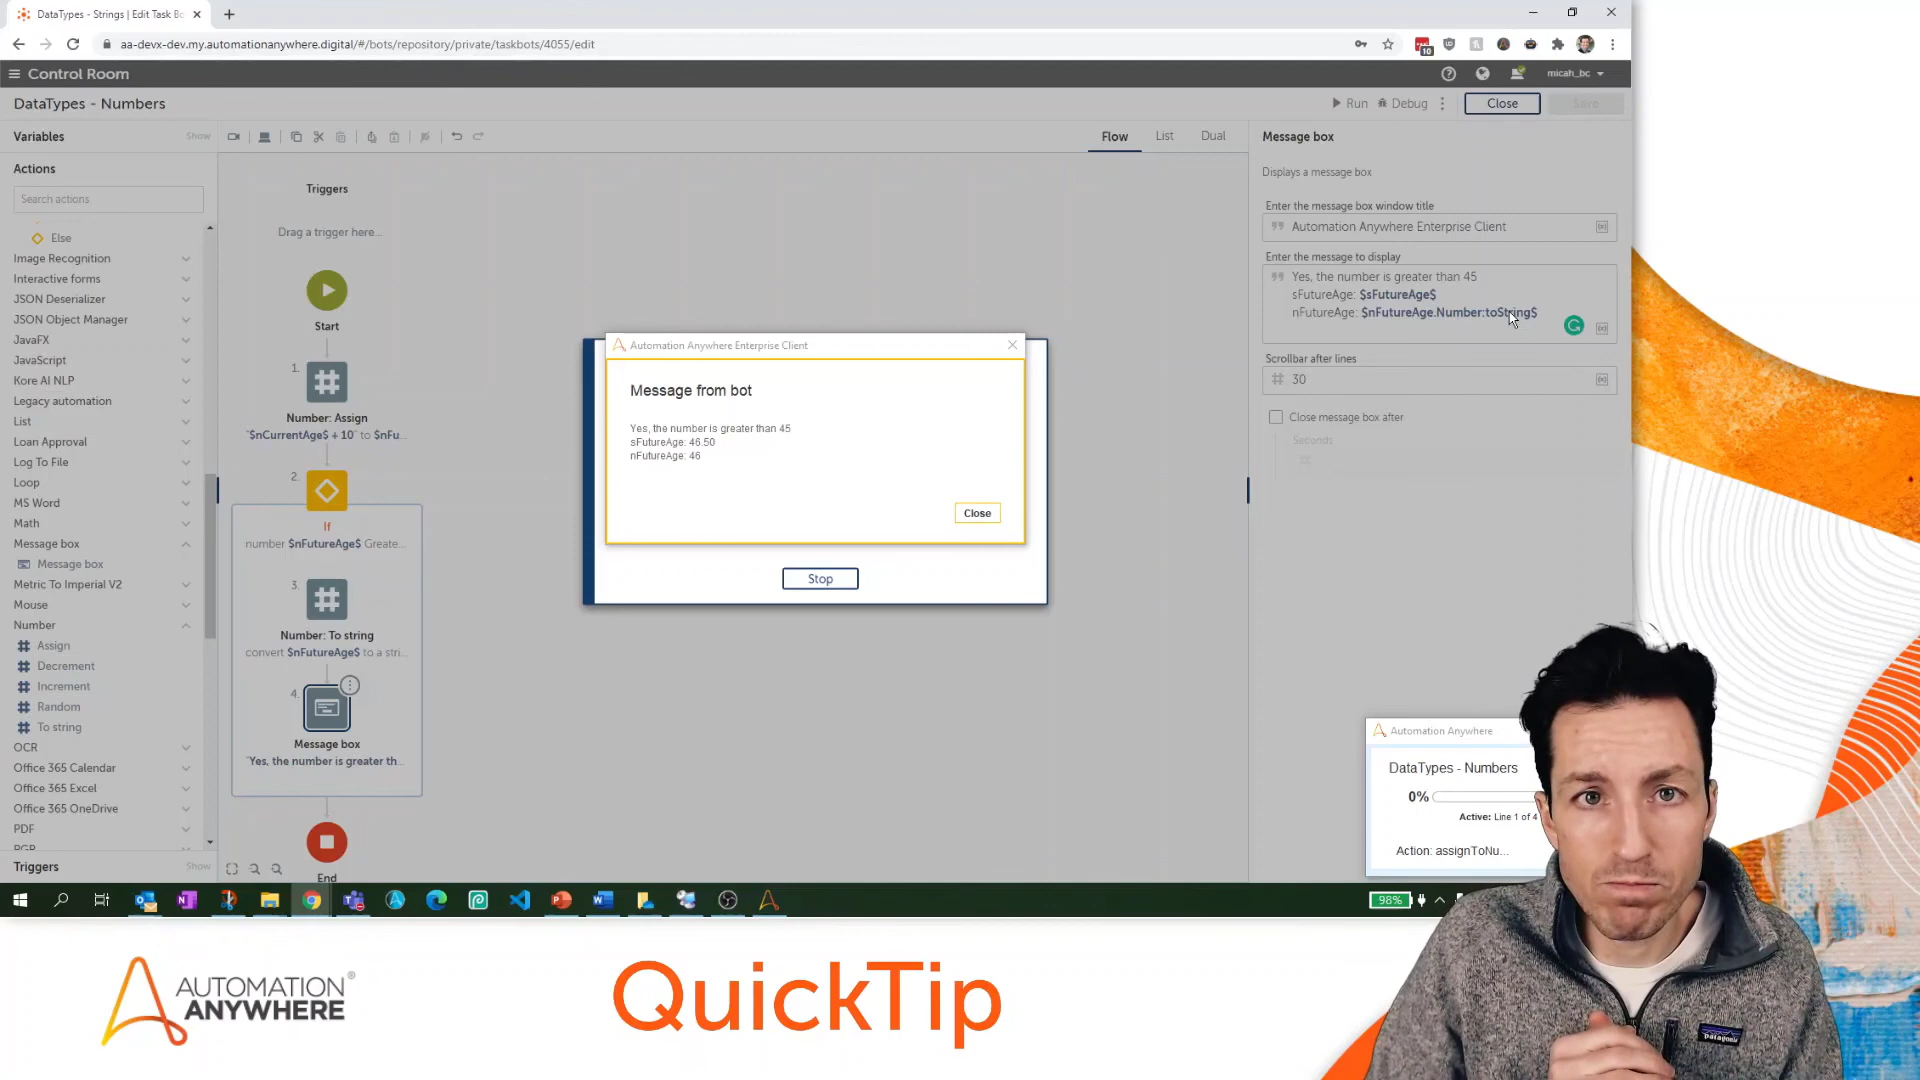 DataTypes - Strings | Edit Task Bo
aa-devx-dev.my.automationanywhere.digital/#/bots/repository/private/taskbots/4055/edit
10
Control Room
micah_bc
DataTypes - Numbers
Run
Debug
Close
Save
Variables
Show
Flow
List
Dual
Message box
Actions
Search actions
Else
Image Recognition
Interactive forms
JSON Deserializer
JSON Object Manager
JavaFX
JavaScript
Kore AI NLP
Legacy automation
List
Loan Approval
Log To File
Loop
MS Word
Math
Message box
Message box
Metric To Imperial V2
Mouse
Number
Assign
Decrement
Increment
Random
To string
OCR
Office 365 Calendar
Office 365 Excel
Office 365 OneDrive
PDF
PGP
Triggers
Show
Triggers
Drag a trigger here...
Start
1.
Number: Assign
"$nCurrentAge$ + 10" to $nFu...
2.
If
number $nFutureAge$ Greate...
3.
Number: To string
convert $nFutureAge$ to a stri...
4.
Message box
"Yes, the number is greater th...
End
Automation Anywhere Enterprise Client
Message from bot
Yes, the number is greater than 45
sFutureAge: 46.50
nFutureAge: 46
Close
Stop
Displays a message box
Enter the message box window title
Automation Anywhere Enterprise Client
Enter the message to display
Yes, the number is greater than 45
sFutureAge: $sFutureAge$
nFutureAge: $nFutureAge.Number:toString$
Scrollbar after lines
30
Close message box after
Seconds
Automation Anywhere
DataTypes - Numbers
0%
Active: Line 1 of 4
Action: assignToNu...
98%
AUTOMATION
ANYWHERE®
QuickTip
patagonia